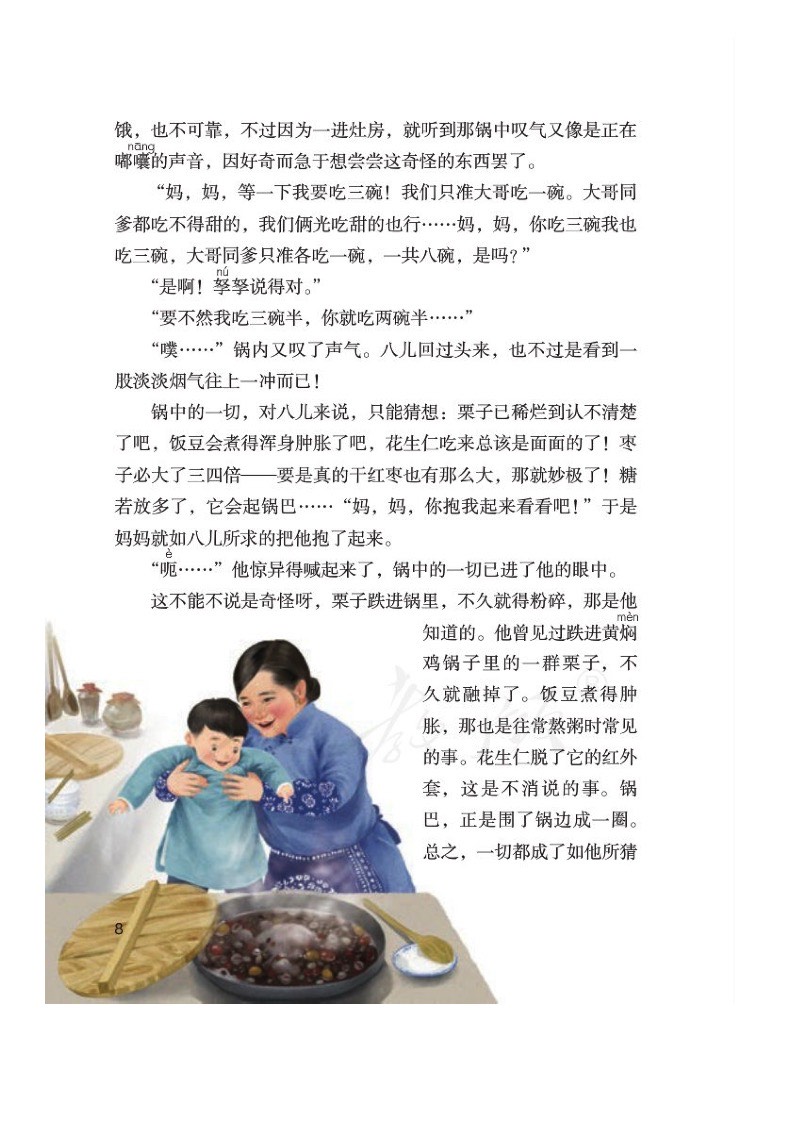 饿，也不可靠，不过因为一进灶房，就听到那锅中叹气又像是正在
nāng
嘟囔的声音，因好奇而急于想尝尝这奇怪的东西罢了。
“妈，妈，等一下我要吃三碗！我们只准大哥吃一碗。大哥同
爹都吃不得甜的，我们俩光吃甜的也行……妈，妈，你吃三碗我也
吃三碗，大哥同爹只准各吃一碗，一共八碗，是吗？”
nú
“是啊！孥孥说得对。”
“要不然我吃三碗半，你就吃两碗半……”
“噗……”锅内又叹了声气。八儿回过头来，也不过是看到一
股淡淡烟气往上一冲而已！
锅中的一切，对八儿来说，只能猜想：栗子已稀烂到认不清楚
了吧，饭豆会煮得浑身肿胀了吧，花生仁吃来总该是面面的了！枣
子必大了三四倍——要是真的干红枣也有那么大，那就妙极了！糖
若放多了，它会起锅巴……“妈，妈，你抱我起来看看吧！”于是
妈妈就如八儿所求的把他抱了起来。
è
“呃……”他惊异得喊起来了，锅中的一切已进了他的眼中。
这不能不说是奇怪呀，栗子跌进锅里，不久就得粉碎，那是他
mèn
知道的。他曾见过跌进黄焖
鸡锅子里的一群栗子，不
久就融掉了。饭豆煮得肿
胀，那也是往常熬粥时常见
的事。花生仁脱了它的红外
套，这是不消说的事。锅
巴，正是围了锅边成一圈。
总之，一切都成了如他所猜
8